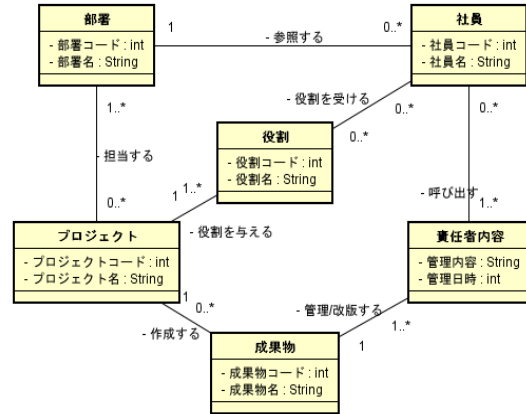 部署
- 部署コード : int
- 部署名 : String
1
- 参照する
0..*
社員
- 社員コード : int
- 社員名 : String
1..*
- 担当する
0..*
- 役割を受ける
0..*
0..*
役割
- 役割コード : int
- 役割名 : String
1..*
1
- 役割を与える
0..*
- 呼び出す
1..*
プロジェクト
- プロジェクトコード : int
- プロジェクト名 : String
責任者内容
- 管理内容 : String
- 管理日時 : int
1
0..*
- 作成する
- 管理/改版する
1..*
1
成果物
- 成果物コード : int
- 成果物名 : String